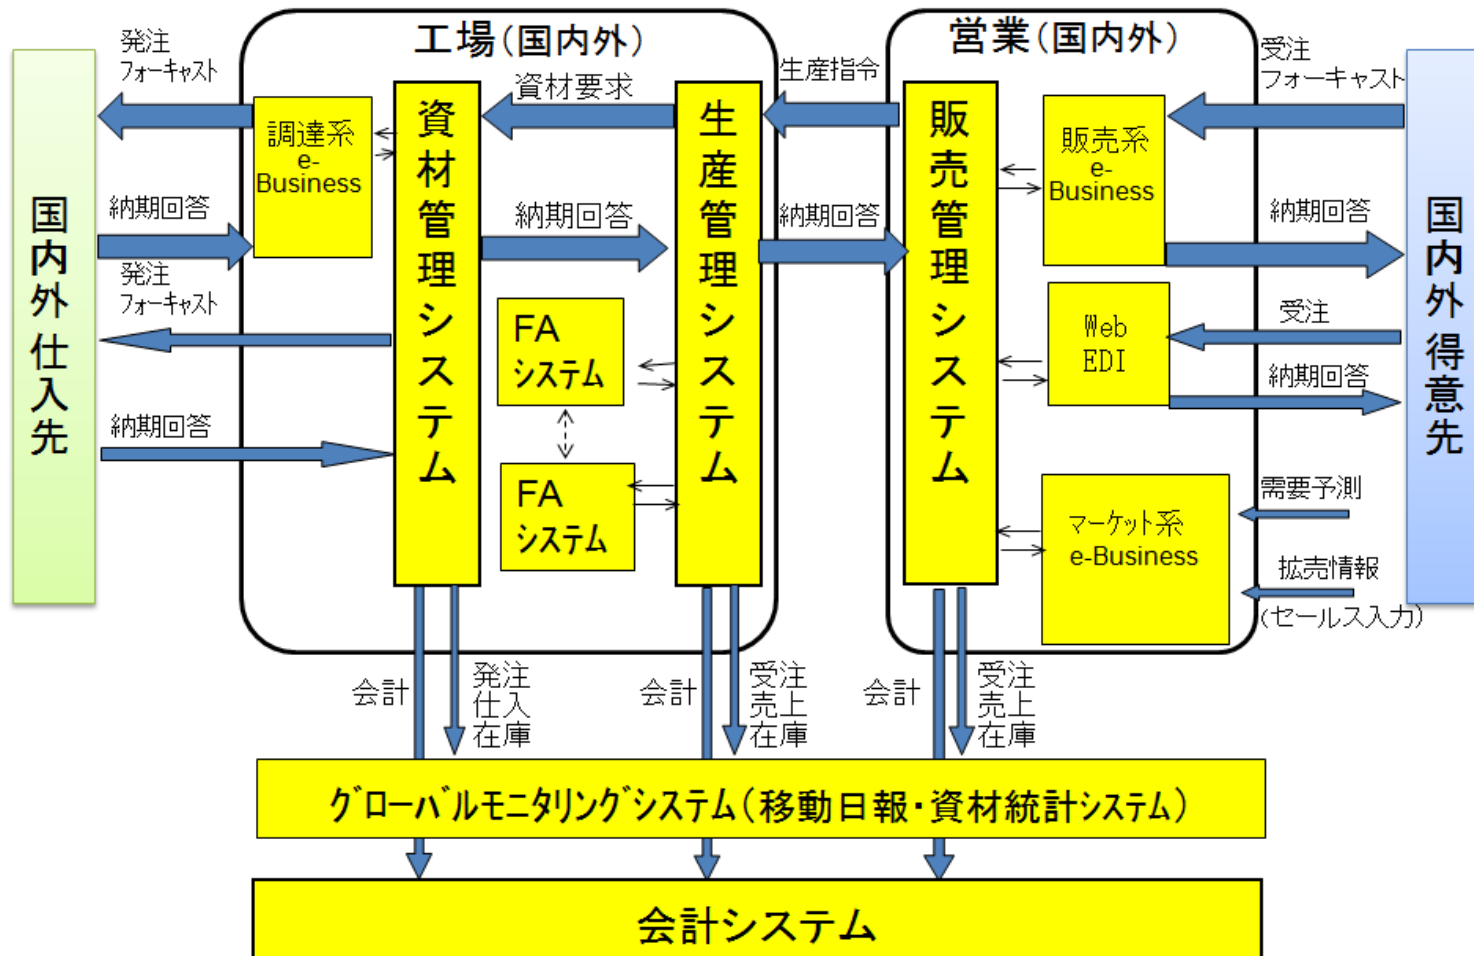 工場(国内外)
営業(国内外)
発注
フォーキャスト
資材要求
生産指令
受注
フォーキャスト
国内外仕入先
調達系
e-
Business
資材管理システム
生産管理システム
販売管理システム
販売系
e-
Business
国内外得意先
納期回答
納期回答
納期回答
納期回答
発注
フォーキャスト
FA
システム
Web
EDI
受注
納期回答
納期回答
FA
システム
マーケット系
e-Business
需要予測
拡売情報
(セールス入力)
会計
発注
仕入
在庫
会計
受注
売上
在庫
会計
受注
売上
在庫
グローバルモニタリングシステム(移動日報・資材統計システム)
会計システム